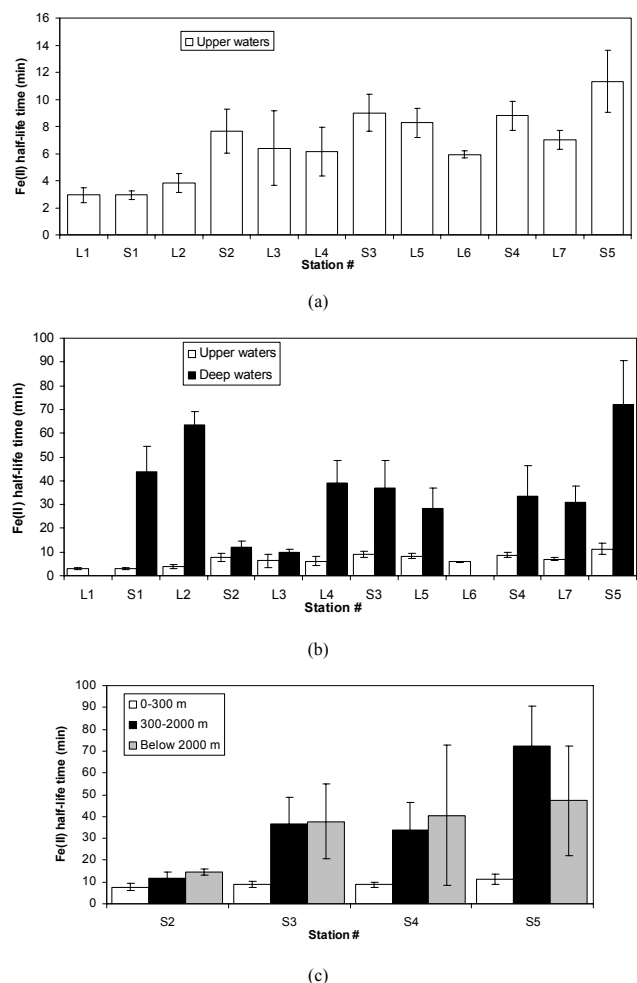 16
14
12
10
8
6
4
2
0
Fe(II) half-life time (min)
Upper waters
L1 S1 L2 S2 L3 L4 S3 L5 L6 S4 L7 S5
Station #
(a)
100
90
80
70
60
50
40
30
20
10
0
Fe(II) half-life time (min)
Upper waters
Deep waters
L1 S1 L2 S2 L3 L4 S3 L5 L6 S4 L7 S5
Station #
(b)
100
90
80
70
60
50
40
30
20
10
0
Fe(II) half-life time (min)
0-300 m
300-2000 m
Below 2000 m
S2 S3 S4 S5
Station #
(c)